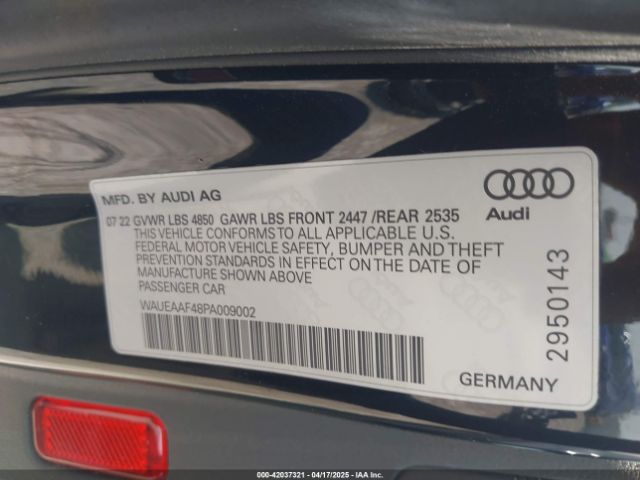 MFD. BY AUDI AG
07 22 GVWR LBS 4850 GAWR LBS FRONT 2447 /REAR 2535
THIS VEHICLE CONFORMS TO ALL APPLICABLE U.S.
FEDERAL MOTOR VEHICLE SAFETY, BUMPER AND THEFT
PREVENTION STANDARDS IN EFFECT ON THE DATE OF
MANUFACTURE SHOWN ABOVE
PASSENGER CAR
WAUEAAF48PA009002
Audi
2950143
GERMANY
000-42037321 - 04/17/2025 - IAAI.COM